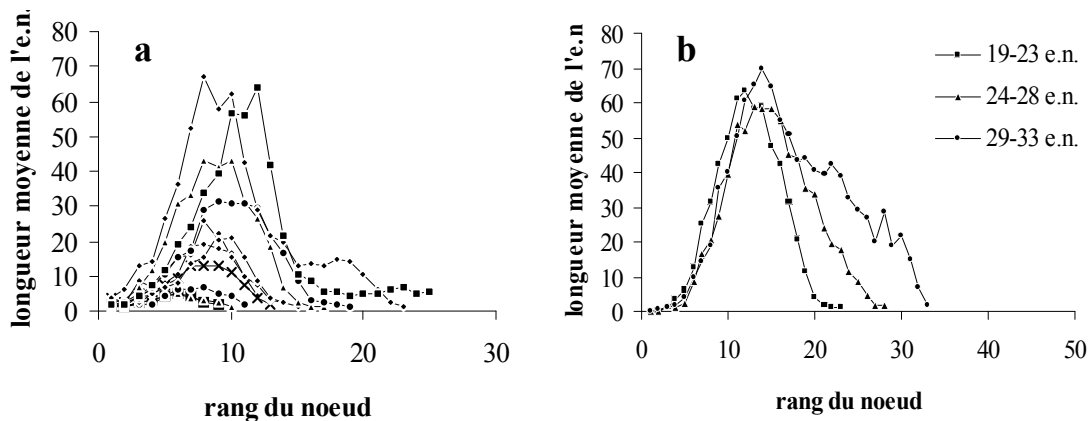 a
longueur moyenne de l'e.n.
80
70
60
50
40
30
20
10
0
0 10 20 30
rang du noeud
b
longueur moyenne de l'e.n
80
70
60
50
40
30
20
10
0
0 10 20 30 40 50
rang du noeud
19-23 e.n.
24-28 e.n.
29-33 e.n.